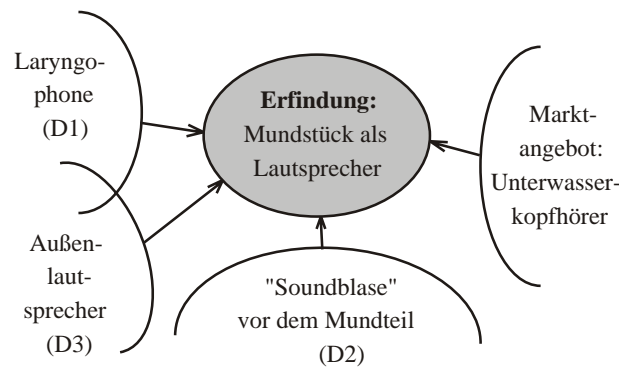 Laryngo-
phone
(D1)
Erfindung:
Mundstück als
Lautsprecher
Markt-
angebot:
Unterwasser-
kopfhörer
Außen-
laut-
sprecher
(D3)
"Soundblase"
vor dem Mundteil
(D2)